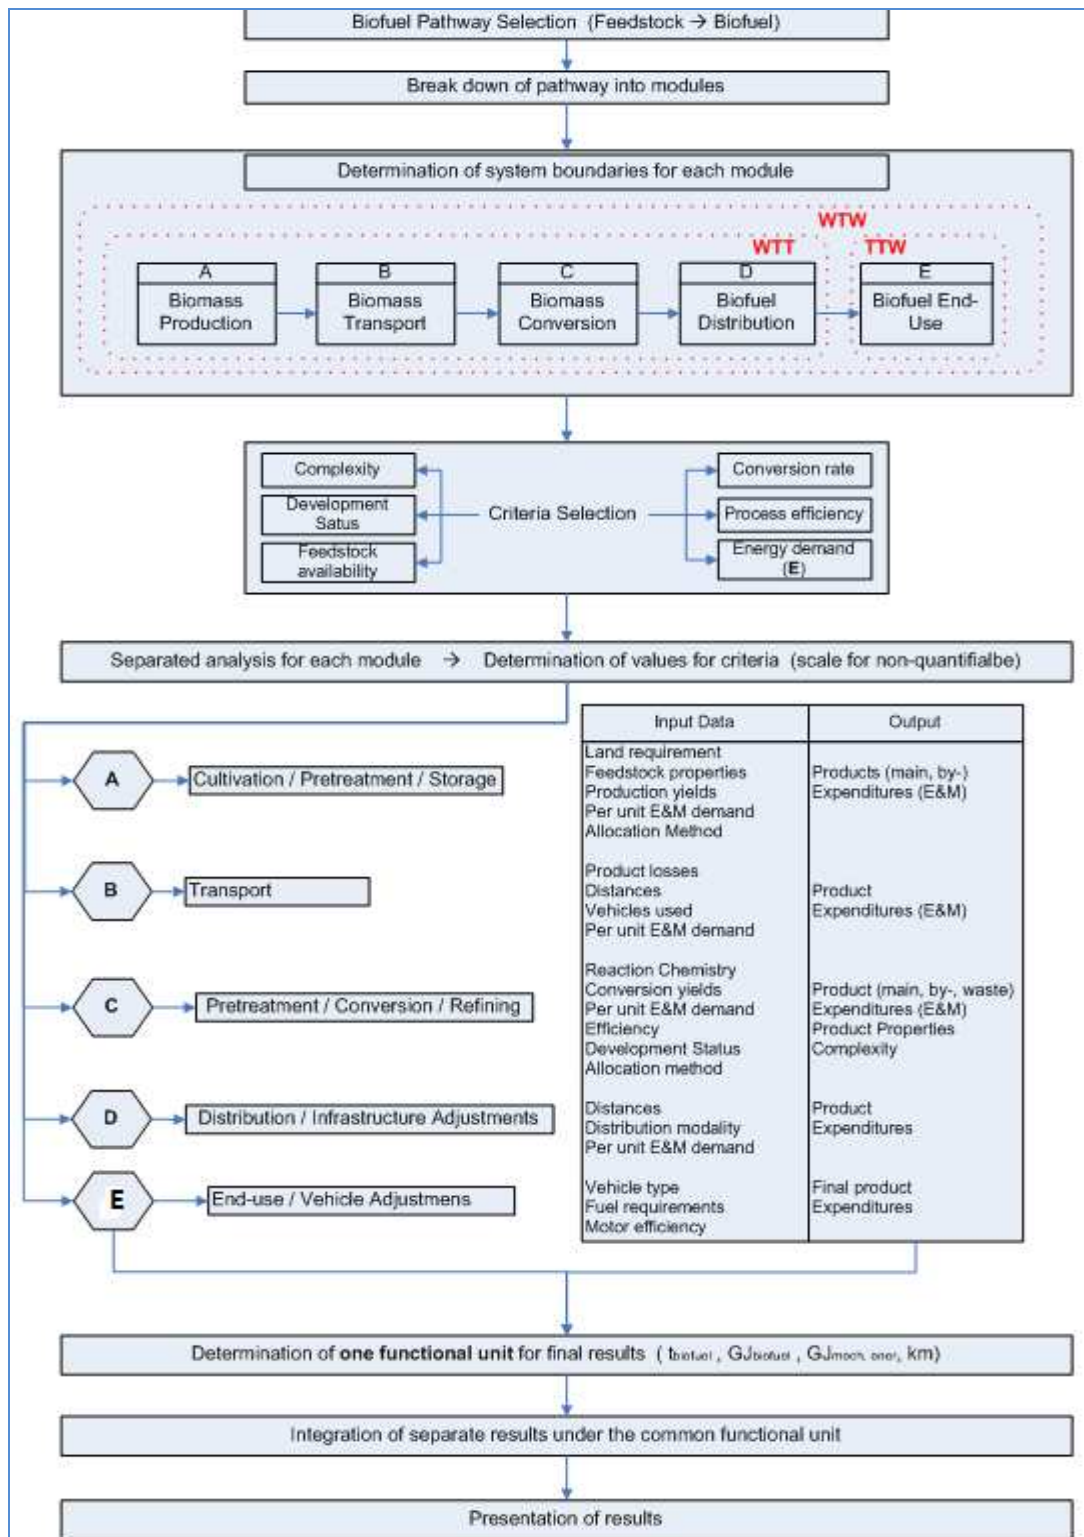 Biofuel Pathway Selection (Feedstock → Biofuel)
Break down of pathway into modules
Determination of system boundaries for each module
WTW
WTT
TTW
A
Biomass
Production
B
Biomass
Transport
C
Biomass
Conversion
D
Biofuel
Distribution
E
Biofuel End-
Use
Complexity
Development
Satus
Feedstock
availability
Criteria Selection
Conversion rate
Process efficiency
Energy demand
(E)
Separated analysis for each module → Determination of values for criteria (scale for non-quantifialbe)
A
Cultivation / Pretreatment / Storage
B
Transport
C
Pretreatment / Conversion / Refining
D
Distribution / Infrastructure Adjustments
E
End-use / Vehicle Adjustmens
Input Data
Output
Land requirement
Feedstock properties
Products (main, by-)
Production yields
Expenditures (E&M)
Per unit E&M demand
Allocation Method
Product losses
Distances
Product
Vehicles used
Expenditures (E&M)
Per unit E&M demand
Reaction Chemistry
Conversion yields
Product (main, by-, waste)
Per unit E&M demand
Expenditures (E&M)
Efficiency
Product Properties
Development Status
Complexity
Allocation method
Distances
Product
Distribution modality
Expenditures
Per unit E&M demand
Vehicle type
Final product
Fuel requirements
Expenditures
Motor efficiency
Determination of one functional unit for final results ( tbiofuel , GJbiofuel , GJmech. ener, km)
Integration of separate results under the common functional unit
Presentation of results